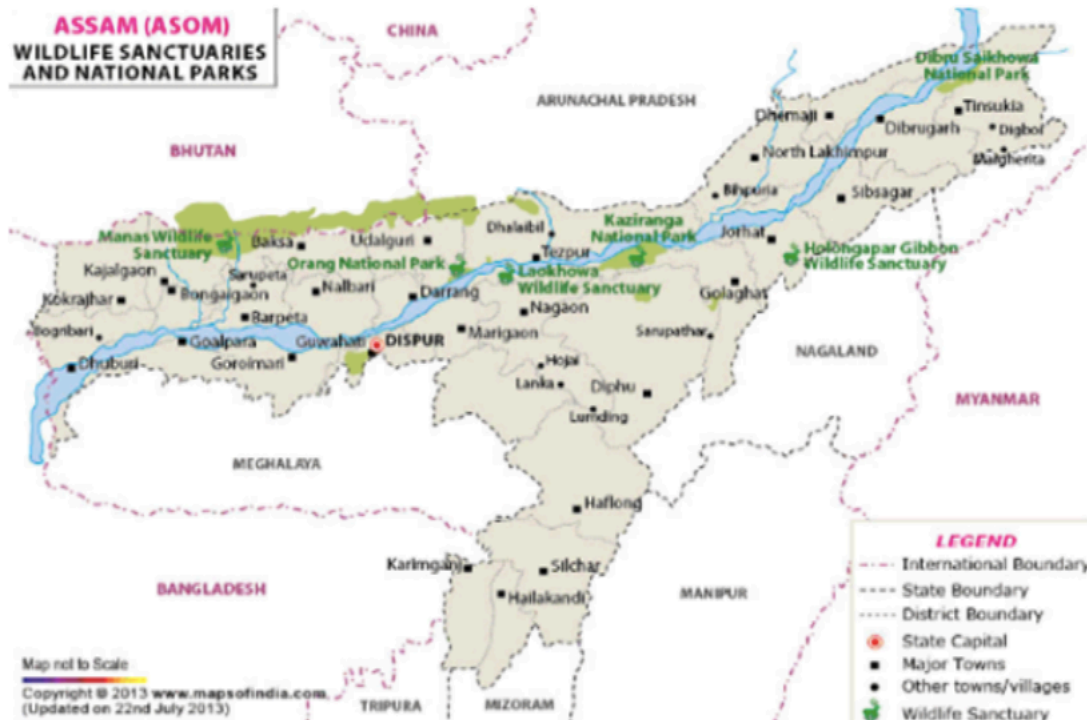 ASSAM (ASOM)
WILDLIFE SANCTUARIES
AND NATIONAL PARKS
CHINA
ARUNACHAL PRADESH
BHUTAN
Dibru Saikhowa
National Park
Tinsukia
Dhemaji
Dibrugarh
Digboi
Margherita
North Lakhimpur
Bihpuria
Sibsagar
Kaziranga
National Park
Jorhat
Holongapar Gibbon
Wildlife Sanctuary
Manas Wildlife
Sanctuary
Baksa
Udalguri
Dhalaibil
Tezpur
Orang National Park
Laokhowa
Wildlife Sanctuary
Kajalgaon
Sarupeta
Bongaigaon
Nalbari
Darrang
Nagaon
Golaghat
Kokrajhar
Barpeta
Marigaon
Sarupathar
Bogribari
Goalpara
Guwahati
DISPUR
Dhuburi
Goroimari
Hojai
Lanka
Diphu
Lumding
NAGALAND
MYANMAR
MEGHALAYA
Haflong
Karimganj
Silchar
Hailakandi
BANGLADESH
MANIPUR
TRIPURA
MIZORAM
LEGEND
International Boundary
State Boundary
District Boundary
State Capital
Major Towns
Other towns/villages
Wildlife Sanctuary
Map not to Scale
Copyright © 2013 www.mapsofindia.com
(Updated on 22nd July 2013)